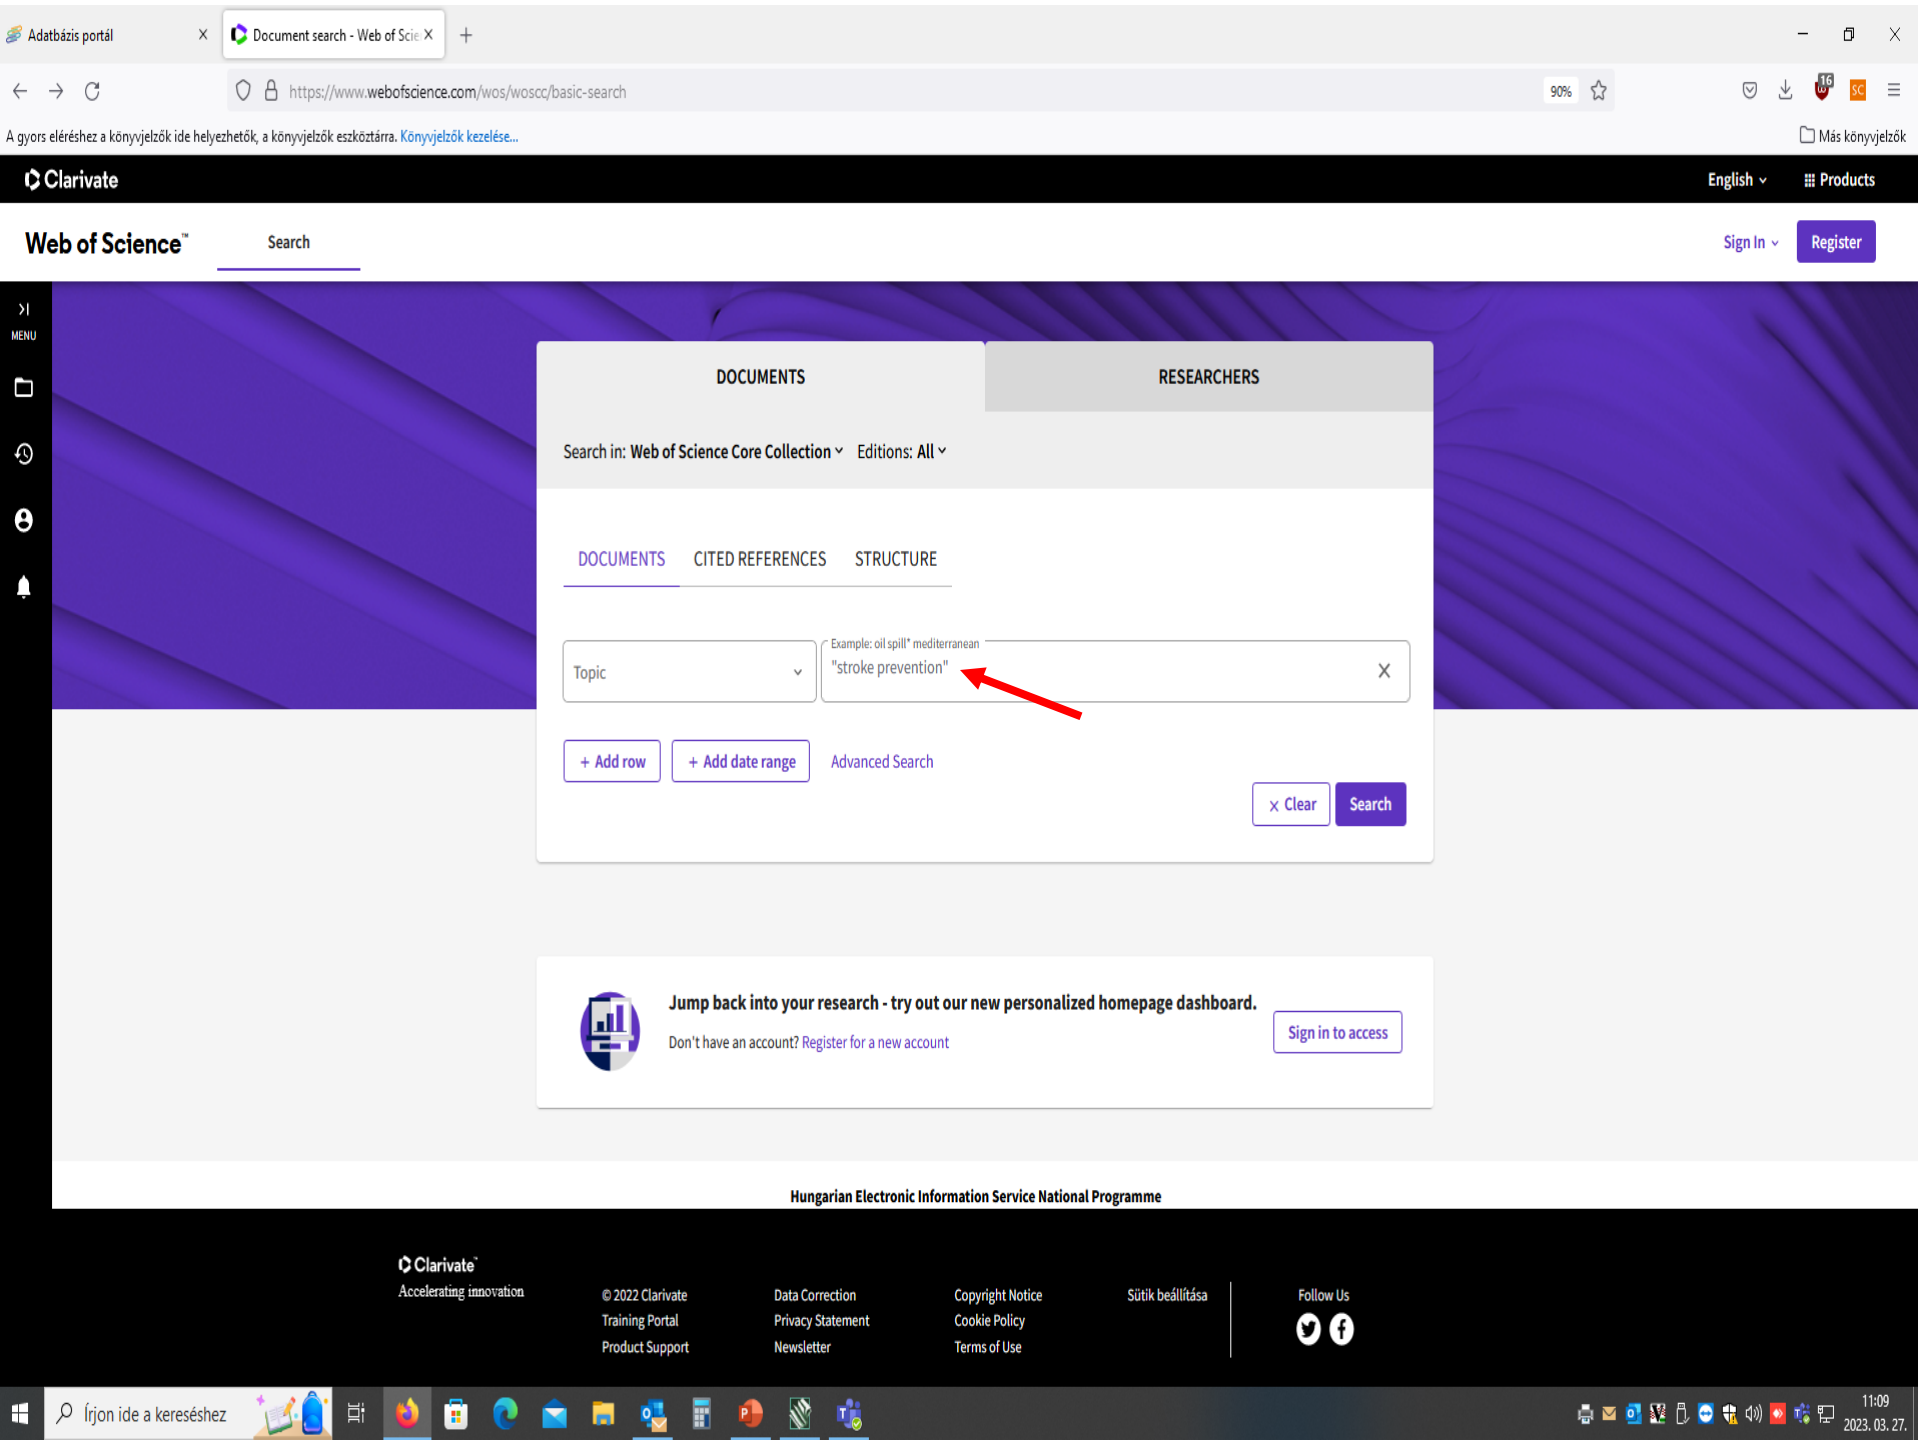 Adatbázis portál
Document search - Web of Scie
https://www.webofscience.com/wos/woscc/basic-search
90%
16
SC
A gyors eléréshez a könyvjelzők ide helyezhetők, a könyvjelzők eszköztárra. Könyvjelzők kezelése...
Más könyvjelzők
Clarivate
English
Products
Web of Science™
Search
Sign In
Register
MENU
DOCUMENTS
RESEARCHERS
Search in: Web of Science Core Collection Editions: All
DOCUMENTS
CITED REFERENCES
STRUCTURE
Topic
Example: oil spill* mediterranean
"stroke prevention"
+ Add row
+ Add date range
Advanced Search
× Clear
Search
Jump back into your research - try out our new personalized homepage dashboard.
Don't have an account? Register for a new account
Sign in to access
Hungarian Electronic Information Service National Programme
Clarivate™
Accelerating innovation
© 2022 Clarivate
Training Portal
Product Support
Data Correction
Privacy Statement
Newsletter
Copyright Notice
Cookie Policy
Terms of Use
Sütik beállítása
Follow Us
Írjon ide a kereséshez
11:09
2023. 03. 27.